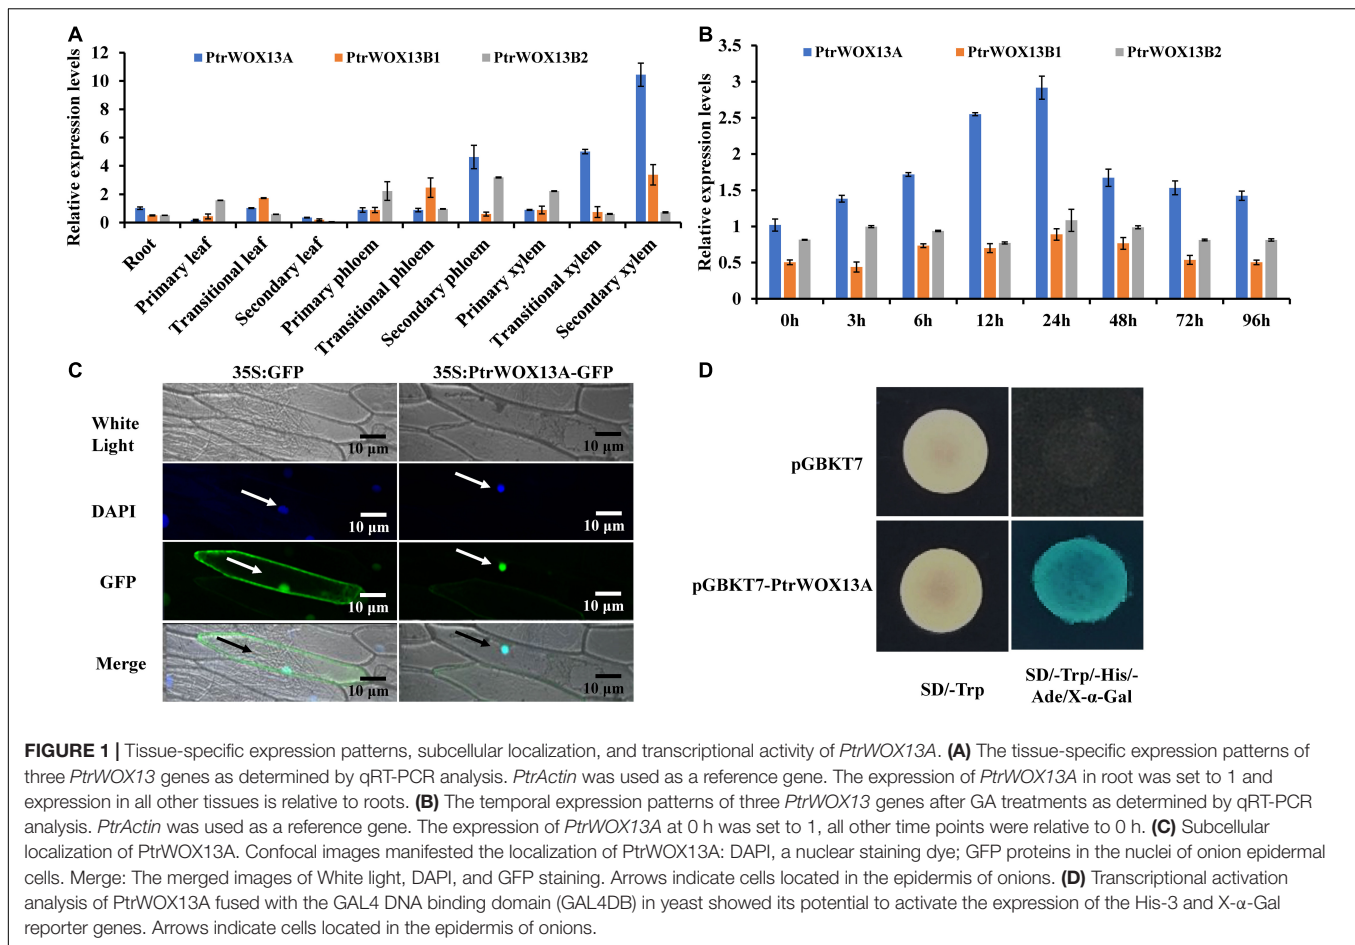 A
Relative expression levels
12
10
8
6
4
2
0
PtrWOX13A PtrWOX13B1 PtrWOX13B2
Root
Primary leaf
Transitional leaf
Secondary leaf
Primary phloem
Transitional phloem
Secondary phloem
Primary xylem
Transitional xylem
Secondary xylem
B
Relative expression levels
3.5
3
2.5
2
1.5
1
0.5
0
PtrWOX13A PtrWOX13B1 PtrWOX13B2
0h 3h 6h 12h 24h 48h 72h 96h
C
35S:GFP 35S:PtrWOX13A-GFP
White
Light
10 µm 10 µm
DAPI
10 µm 10 µm
GFP
10 µm 10 µm
Merge
10 µm 10 µm
D
pGBKT7
pGBKT7-PtrWOX13A
SD/-Trp
SD/-Trp/-His/-
Ade/X-α-Gal
FIGURE 1 | Tissue-specific expression patterns, subcellular localization, and transcriptional activity of PtrWOX13A. (A) The tissue-specific expression patterns of
three PtrWOX13 genes as determined by qRT-PCR analysis. PtrActin was used as a reference gene. The expression of PtrWOX13A in root was set to 1 and
expression in all other tissues is relative to roots. (B) The temporal expression patterns of three PtrWOX13 genes after GA treatments as determined by qRT-PCR
analysis. PtrActin was used as a reference gene. The expression of PtrWOX13A at 0 h was set to 1, all other time points were relative to 0 h. (C) Subcellular
localization of PtrWOX13A. Confocal images manifested the localization of PtrWOX13A: DAPI, a nuclear staining dye; GFP proteins in the nuclei of onion epidermal
cells. Merge: The merged images of White light, DAPI, and GFP staining. Arrows indicate cells located in the epidermis of onions. (D) Transcriptional activation
analysis of PtrWOX13A fused with the GAL4 DNA binding domain (GAL4DB) in yeast showed its potential to activate the expression of the His-3 and X-α-Gal
reporter genes. Arrows indicate cells located in the epidermis of onions.